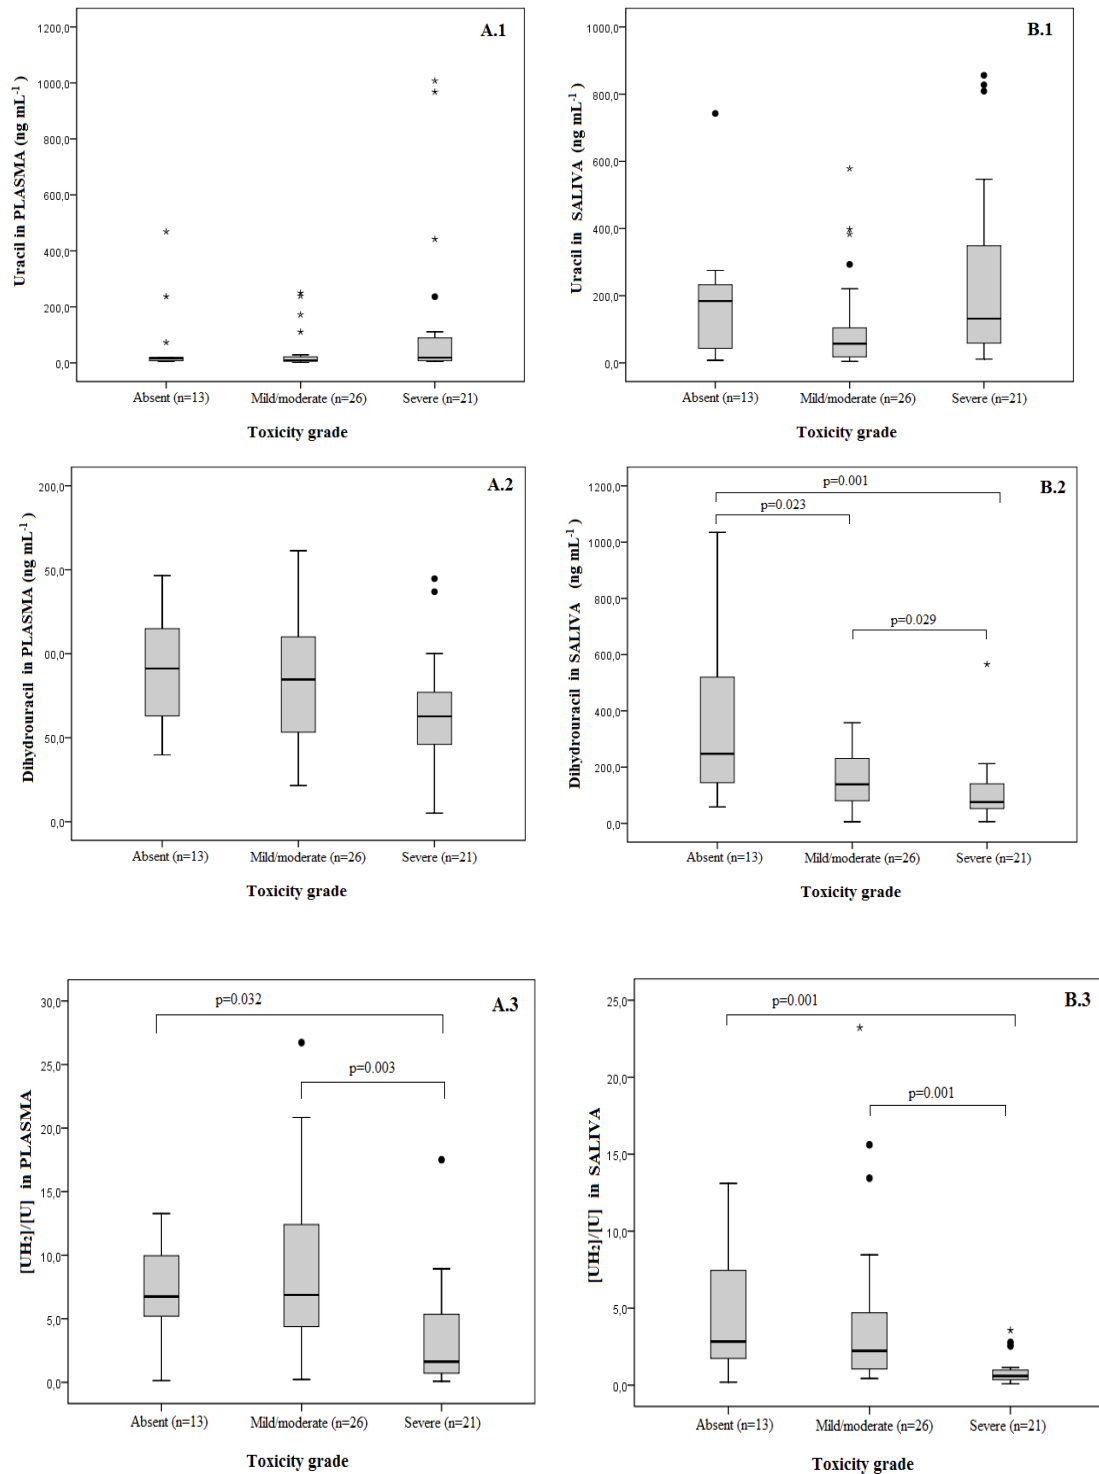 A.1
Uracil in PLASMA (ng mL⁻¹)
1200,0
1000,0
800,0
600,0
400,0
200,0
,0
Absent (n=13) Mild/moderate (n=26) Severe (n=21)
Toxicity grade
B.1
Uracil in SALIVA (ng mL⁻¹)
1000,0
800,0
600,0
400,0
200,0
,0
Absent (n=13) Mild/moderate (n=26) Severe (n=21)
Toxicity grade
A.2
Dihydrouracil in PLASMA (ng mL⁻¹)
200,0
50,0
00,0
50,0
0,0
Absent (n=13) Mild/moderate (n=26) Severe (n=21)
Toxicity grade
B.2
Dihydrouracil in SALIVA (ng mL⁻¹)
1200,0
1000,0
800,0
600,0
400,0
200,0
0,0
p=0.001
p=0.023
p=0.029
Absent (n=13) Mild/moderate (n=26) Severe (n=21)
Toxicity grade
A.3
[UH₂]/[U] in PLASMA
30,0
25,0
20,0
15,0
10,0
5,0
0,0
p=0.032
p=0.003
Absent (n=13) Mild/moderate (n=26) Severe (n=21)
Toxicity grade
B.3
[UH₂]/[U] in SALIVA
25,0
20,0
15,0
10,0
5,0
0,0
p=0.001
p=0.001
Absent (n=13) Mild/moderate (n=26) Severe (n=21)
Toxicity grade